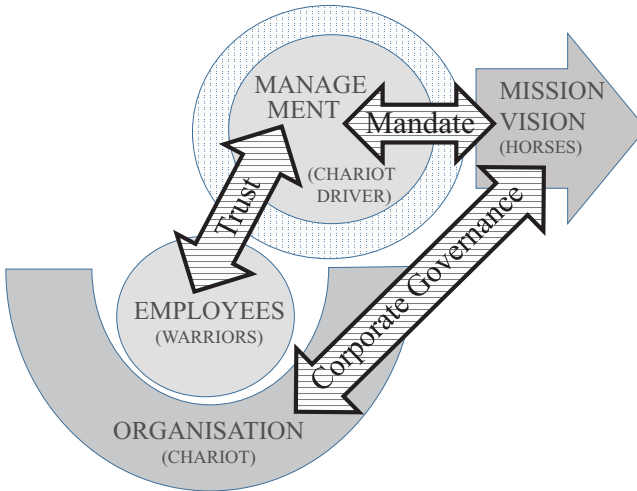 MANAGE
MENT
(CHARIOT
DRIVER)
Mandate
MISSION
VISION
(HORSES)
Trust
Corporate Governance
EMPLOYEES
(WARRIORS)
ORGANISATION
(CHARIOT)